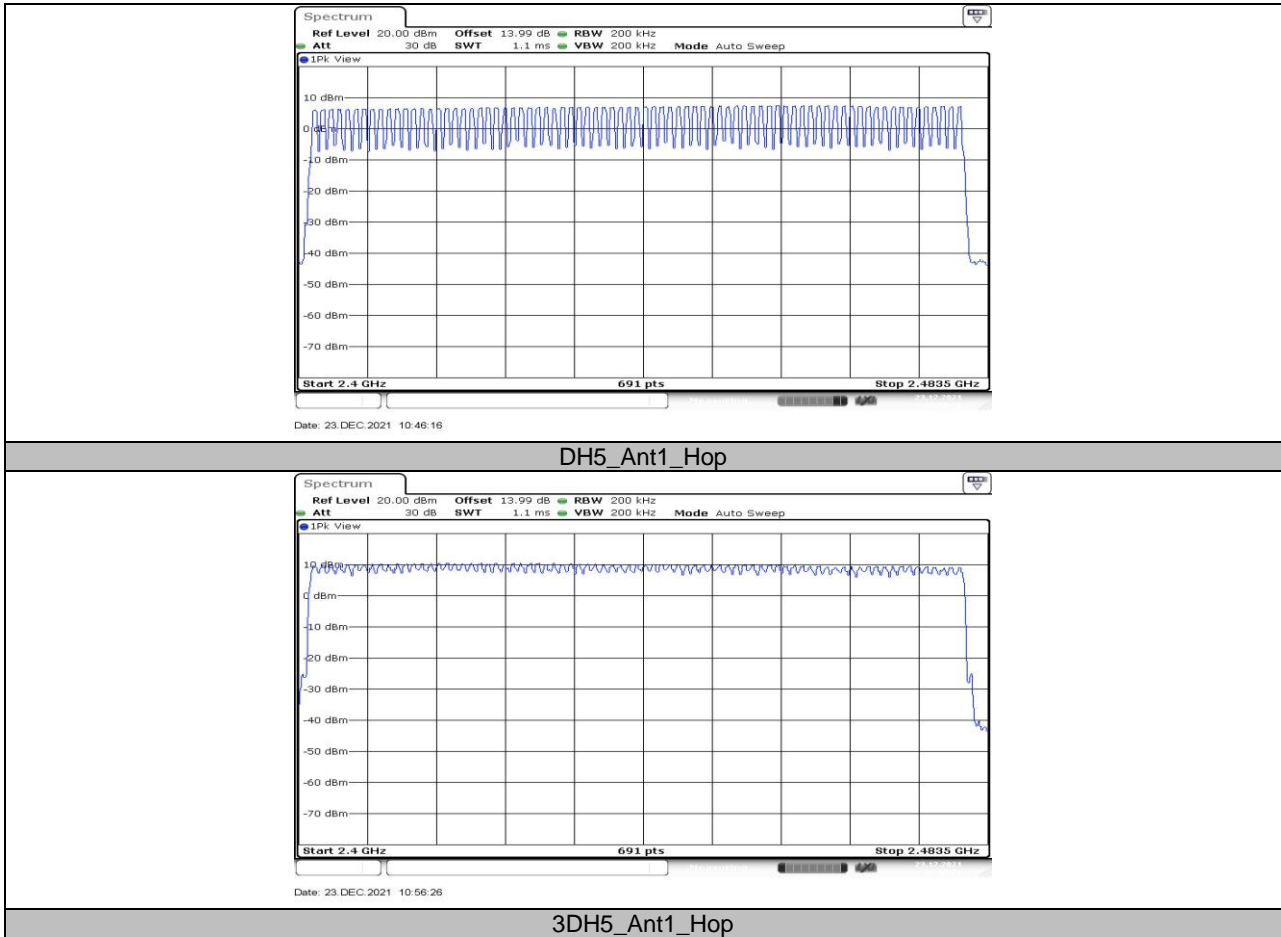 Spectrum
Ref Level 20.00 dBm Offset 13.99 dB RBW 200 kHz
Att 30 dB SWT 1.1 ms VBW 200 kHz Mode Auto Sweep
1Pk View
10 dBm
0 dBm
-10 dBm
-20 dBm
-30 dBm
-40 dBm
-50 dBm
-60 dBm
-70 dBm
Start 2.4 GHz 691 pts Stop 2.4835 GHz
Date: 23.DEC.2021 10:46:16
DH5_Ant1_Hop
Spectrum
Ref Level 20.00 dBm Offset 13.99 dB RBW 200 kHz
Att 30 dB SWT 1.1 ms VBW 200 kHz Mode Auto Sweep
1Pk View
10 dBm
0 dBm
-10 dBm
-20 dBm
-30 dBm
-40 dBm
-50 dBm
-60 dBm
-70 dBm
Start 2.4 GHz 691 pts Stop 2.4835 GHz
Date: 23.DEC.2021 10:56:26
3DH5_Ant1_Hop